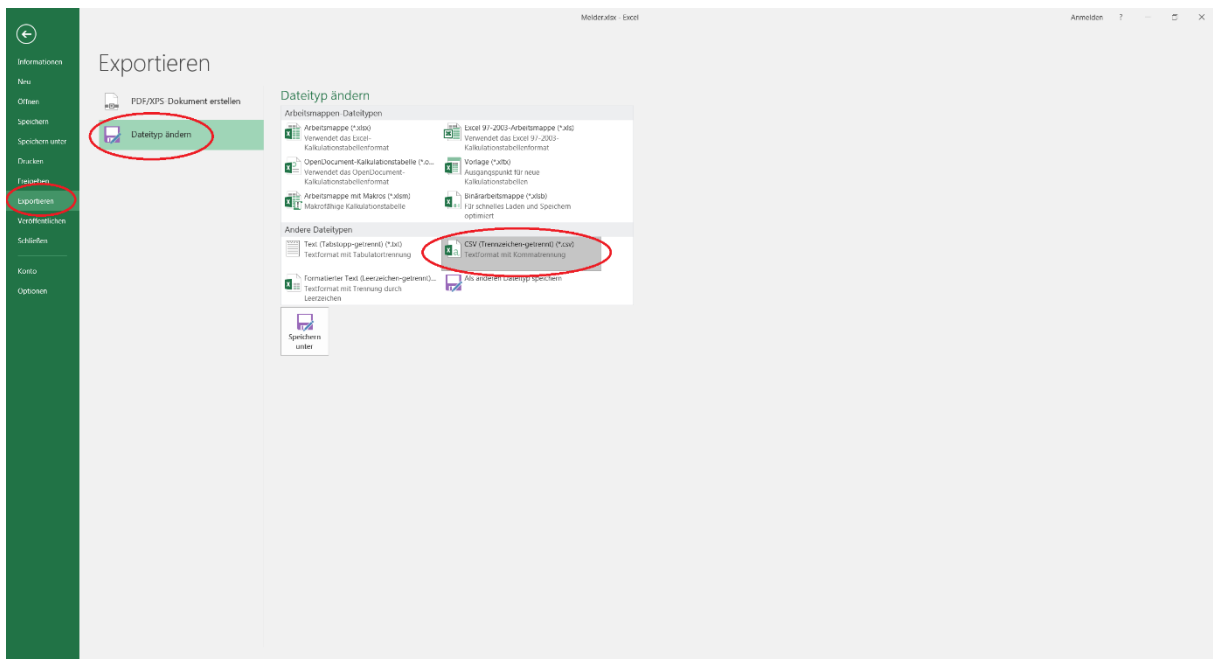 Melder.xlsx - Excel
Anmelden ?
Informationen
Neu
Öffnen
Speichern
Speichern unter
Drucken
Freigeben
Exportieren
Veröffentlichen
Schließen
Konto
Optionen
Exportieren
PDF/XPS-Dokument erstellen
Dateityp ändern
Dateityp ändern
Arbeitsmappen-Dateitypen
Arbeitsmappe (*.xlsx)
Verwendet das Excel-
Kalkulationstabellenformat
Excel 97-2003-Arbeitsmappe (*.xls)
Verwendet das Excel 97-2003-
Kalkulationstabellenformat
OpenDocument-Kalkulationstabelle (*.o...
Verwendet das OpenDocument-
Kalkulationstabellenformat
Vorlage (*.xltx)
Ausgangspunkt für neue
Kalkulationstabellen
Arbeitsmappe mit Makros (*.xlsm)
Makrofähige Kalkulationstabelle
Binärarbeitsmappe (*.xlsb)
Für schnelles Laden und Speichern
optimiert
Andere Dateitypen
Text (Tabstopp-getrennt) (*.txt)
Textformat mit Tabulatortrennung
CSV (Trennzeichen-getrennt) (*.csv)
Textformat mit Kommatrennung
Formatierter Text (Leerzeichen-getrennt)...
Textformat mit Trennung durch
Leerzeichen
Als anderen Dateityp speichern
Speichern
unter